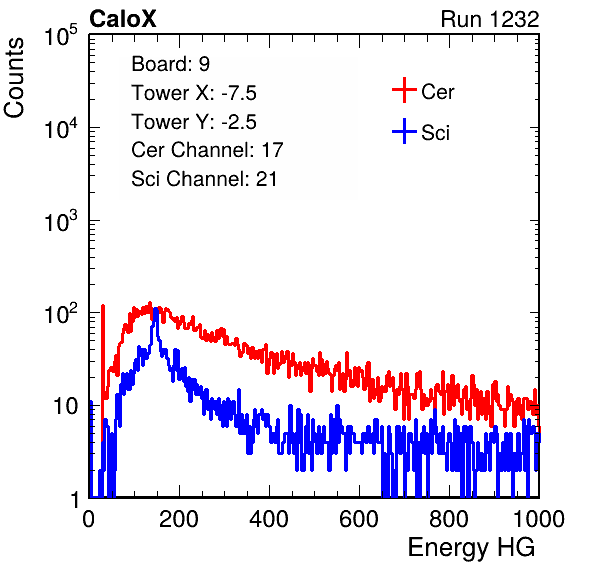 CaloX Run 1232
Counts
10^5
10^4
10^3
10^2
10
1
Board: 9
Tower X: -7.5
Tower Y: -2.5
Cer Channel: 17
Sci Channel: 21
Cer
Sci
0 200 400 600 800 1000
Energy HG